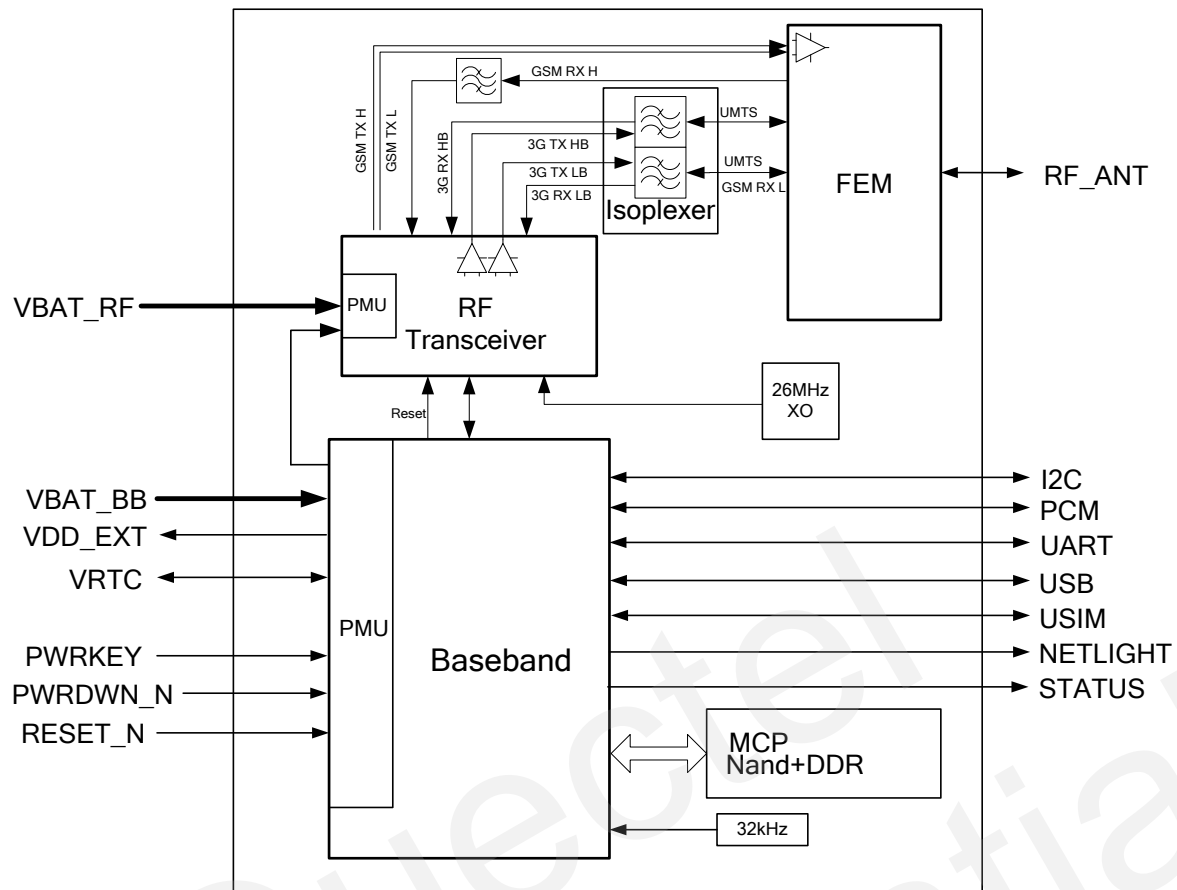 GSM TX H
GSM TX L
GSM RX H
3G RX HB
3G TX HB
3G TX LB
3G RX LB
UMTS
UMTS
GSM RX L
Isoplexer
FEM
RF_ANT
VBAT_RF
PMU
RF
Transceiver
26MHz
XO
Reset
VBAT_BB
VDD_EXT
VRTC
PWRKEY
PWRDWN_N
RESET_N
PMU
Baseband
I2C
PCM
UART
USB
USIM
NETLIGHT
STATUS
MCP
Nand+DDR
32kHz